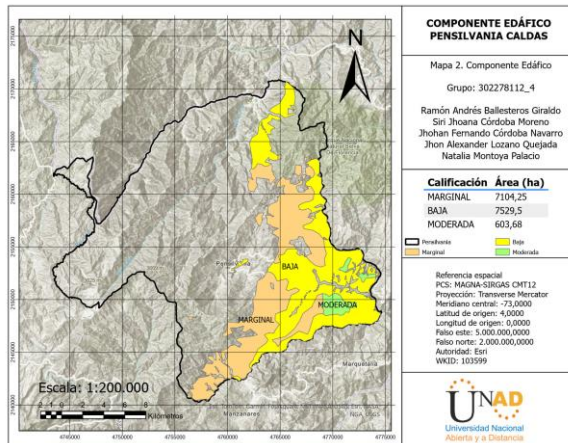 COMPONENTE EDÁFICO
PENSILVANIA CALDAS
Mapa 2. Componente Edáfico
Grupo: 302278112_4
Ramón Andrés Ballesteros Giraldo
Siri Jhoana Córdoba Moreno
Jhohan Fernando Córdoba Navarro
Jhon Alexander Lozano Quejada
Natalia Montoya Palacio
Calificación Área (ha)
MARGINAL 7104,25
BAJA 7529,5
MODERADA 603,68
Pensilvania Baja
Marginal Moderada
Referencia espacial
PCS: MAGNA-SIRGAS CMT12
Proyección: Transverse Mercator
Meridiano central: -73,0000
Latitud de origen: 4,0000
Longitud de origen: 0,0000
Falso este: 5.000.000,0000
Falso norte: 2.000.000,0000
Autoridad: Esri
WKID: 103599
UNAD
Universidad Nacional
Abierta y a Distancia
N
BAJA
MODERADA
MARGINAL
Marquetalia
Manzanares
Escala: 1:200.000
Kilómetros
4745000 4750000 4755000 4760000 4765000 4770000